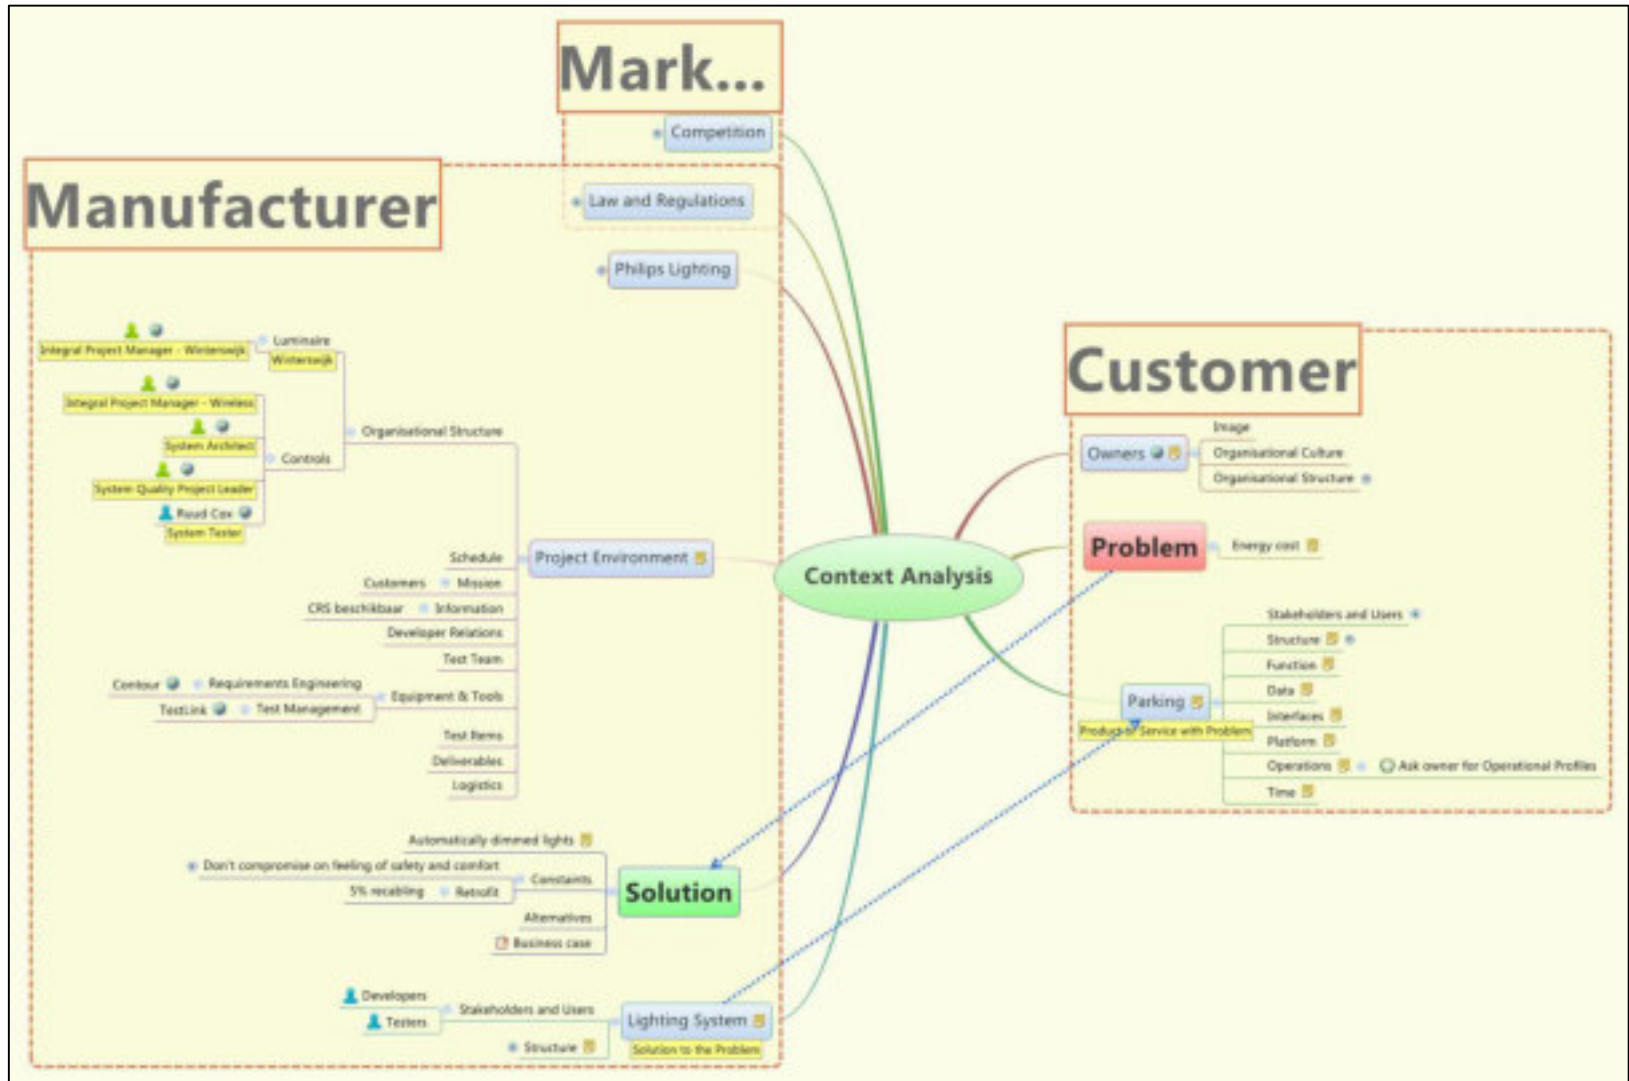 Mark...
Competition
Law and Regulations
Philips Lighting
Manufacturer
Luminaire
Winterswijk
Integral Project Manager - Winterswijk
Integral Project Manager - Wireless
System Architect
System Quality Project Leader
Ruud Cox
System Tester
Controls
Organisational Structure
Project Environment
Schedule
Customers
Mission
CRS beschikbaar
Information
Developer Relations
Test Team
Contour
Requirements Engineering
TestLink
Test Management
Equipment & Tools
Test Items
Deliverables
Logistics
Automatically dimmed lights
Don't compromise on feeling of safety and comfort
5% recabling
Retrofit
Constaints
Alternatives
Business case
Solution
Developers
Testers
Stakeholders and Users
Structure
Lighting System
Solution to the Problem
Context Analysis
Customer
Owners
Image
Organisational Culture
Organisational Structure
Problem
Energy cost
Parking
Product or Service with Problem
Stakeholders and Users
Structure
Function
Data
Interfaces
Platform
Operations
Ask owner for Operational Profiles
Time